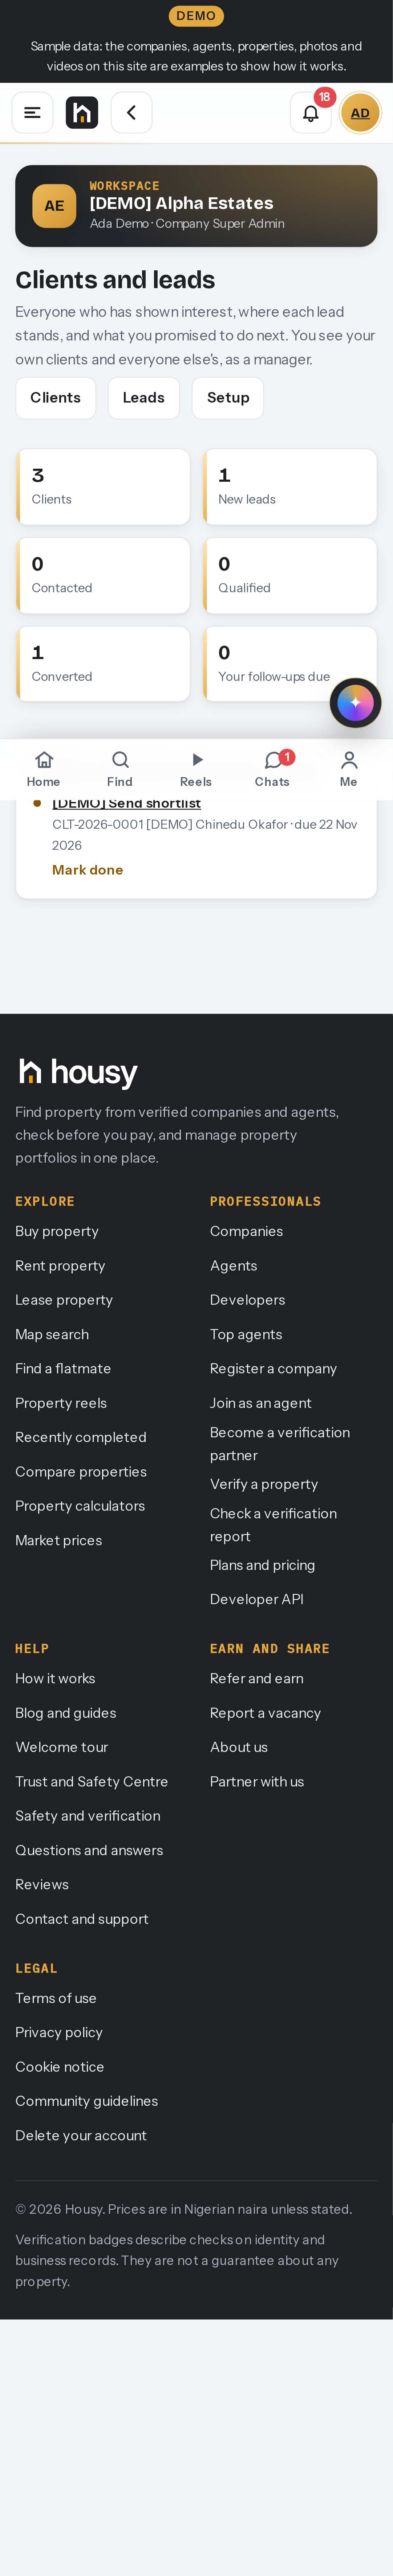 DEMO
Sample data: the companies, agents, properties, photos and
videos on this site are examples to show how it works.
18
AD
AE
WORKSPACE
[DEMO] Alpha Estates
Ada Demo · Company Super Admin
Clients and leads
Everyone who has shown interest, where each lead
stands, and what you promised to do next. You see your
own clients and everyone else's, as a manager.
Clients
Leads
Setup
3
Clients
1
New leads
0
Contacted
0
Qualified
1
Converted
0
Your follow-ups due
Home
Find
Reels
1
Chats
Me
[DEMO] Send shortlist
CLT-2026-0001 [DEMO] Chinedu Okafor · due 22 Nov
2026
Mark done
housy
Find property from verified companies and agents,
check before you pay, and manage property
portfolios in one place.
EXPLORE
Buy property
Rent property
Lease property
Map search
Find a flatmate
Property reels
Recently completed
Compare properties
Property calculators
Market prices
PROFESSIONALS
Companies
Agents
Developers
Top agents
Register a company
Join as an agent
Become a verification
partner
Verify a property
Check a verification
report
Plans and pricing
Developer API
HELP
How it works
Blog and guides
Welcome tour
Trust and Safety Centre
Safety and verification
Questions and answers
Reviews
Contact and support
EARN AND SHARE
Refer and earn
Report a vacancy
About us
Partner with us
LEGAL
Terms of use
Privacy policy
Cookie notice
Community guidelines
Delete your account
© 2026 Housy. Prices are in Nigerian naira unless stated.
Verification badges describe checks on identity and
business records. They are not a guarantee about any
property.